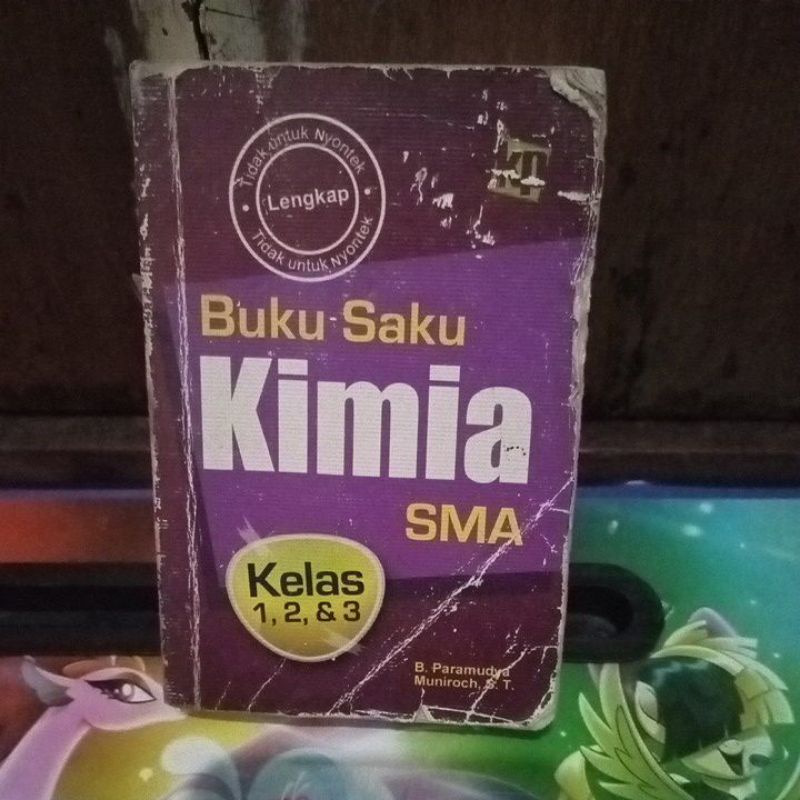 Tidak untuk Nyontek
Lengkap
Tidak untuk Nyontek
Buku Saku
Kimia
SMA
Kelas
1, 2, & 3
B. Paramudya
Muniroch, S. T.